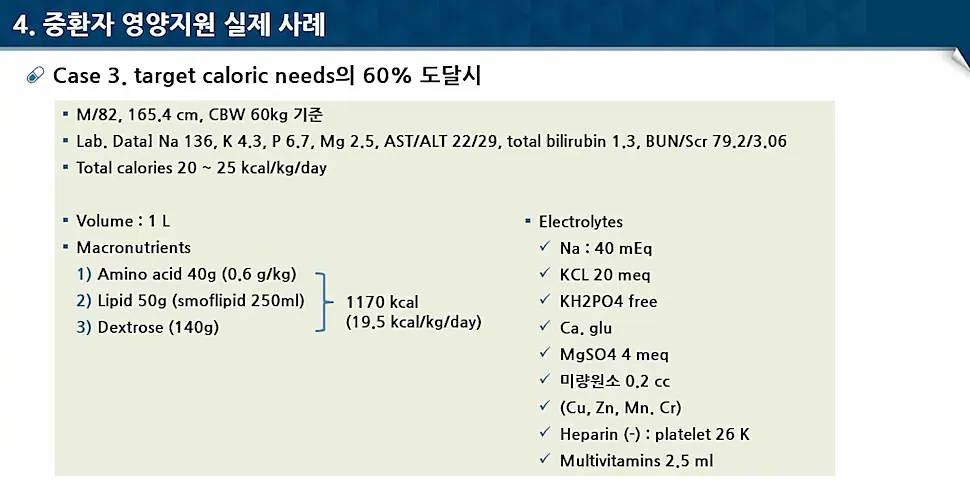 4. 중환자 영양지원 실제 사례
Case 3. target caloric needs의 60% 도달시
▪ M/82, 165.4 cm, CBW 60kg 기준
▪ Lab. Data] Na 136, K 4.3, P 6.7, Mg 2.5, AST/ALT 22/29, total bilirubin 1.3, BUN/Scr 79.2/3.06
▪ Total calories 20 ~ 25 kcal/kg/day
▪ Volume : 1 L
▪ Macronutrients
1) Amino acid 40g (0.6 g/kg)
2) Lipid 50g (smoflipid 250ml)
3) Dextrose (140g)
1170 kcal
(19.5 kcal/kg/day)
▪ Electrolytes
✓ Na : 40 mEq
✓ KCL 20 meq
✓ KH2PO4 free
✓ Ca. glu
✓ MgSO4 4 meq
✓ 미량원소 0.2 cc
✓ (Cu, Zn, Mn. Cr)
✓ Heparin (-) : platelet 26 K
✓ Multivitamins 2.5 ml